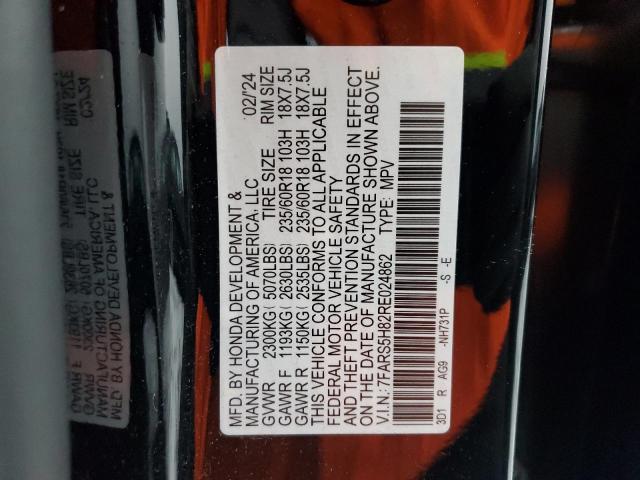 MFD. BY HONDA DEVELOPMENT & 02/'24
MANUFACTURING OF AMERICA, LLC
GVWR 2300KG( 5070LBS) TIRE SIZE RIM SIZE
GAWR F 1193KG( 2630LBS) 235/60R18 103H 18X7.5J
GAWR R 1150KG( 2535LBS) 235/60R18 103H 18X7.5J
THIS VEHICLE CONFORMS TO ALL APPLICABLE
FEDERAL MOTOR VEHICLE SAFETY
AND THEFT PREVENTION STANDARDS IN EFFECT
ON THE DATE OF MANUFACTURE SHOWN ABOVE.
V.I.N.: 7FARS5H82RE024862 TYPE: MPV
3D1 R AG9 -NH731P -S -E